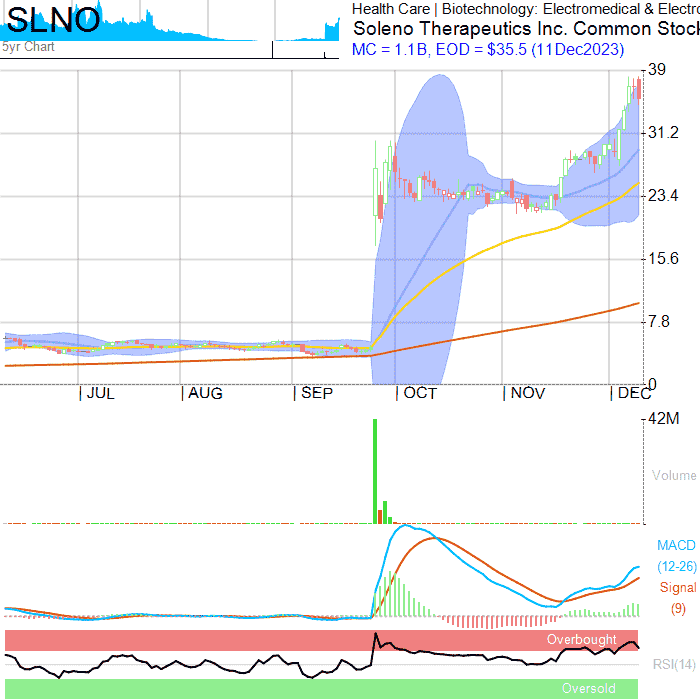 SLNO
5yr Chart
Health Care | Biotechnology: Electromedical & Electro
Soleno Therapeutics Inc. Common Stock
MC = 1.1B, EOD = $35.5 (11Dec2023)
39
31.2
23.4
15.6
7.8
0
| JUL | AUG | SEP | OCT | NOV | DEC
42M
Volume
MACD
(12-26)
Signal
(9)
Overbought
RSI(14)
Oversold